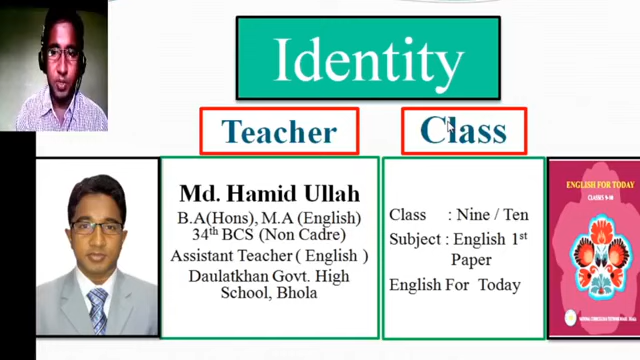 Identity
Teacher
Class
Md. Hamid Ullah
B.A(Hons), M.A (English)
34th BCS (Non Cadre)
Assistant Teacher ( English )
Daulatkhan Govt. High
School, Bhola
Class : Nine / Ten
Subject : English 1st
Paper
English For Today
ENGLISH FOR TODAY
CLASSES 9-10